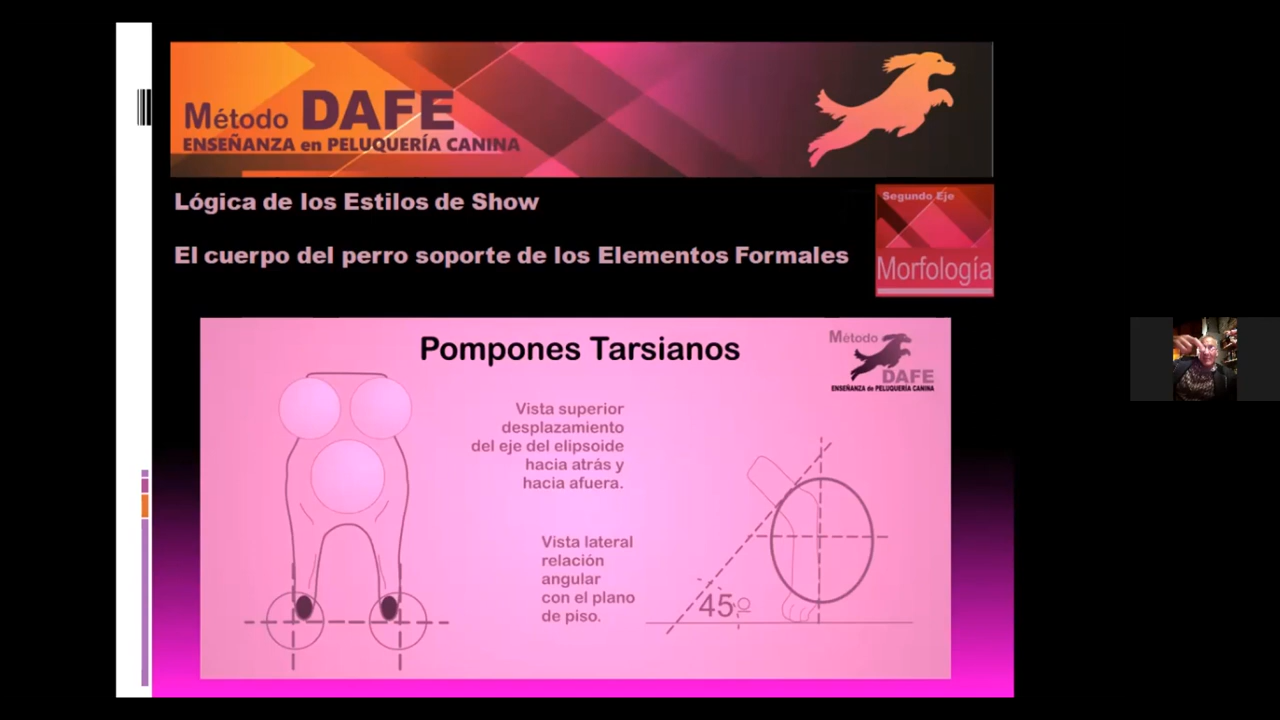 Método DAFE
ENSEÑANZA en PELUQUERÍA CANINA
Lógica de los Estilos de Show
Segundo Eje
Morfología
El cuerpo del perro soporte de los Elementos Formales
Pompones Tarsianos
Método
DAFE
ENSEÑANZA en PELUQUERÍA CANINA
Vista superior
desplazamiento
del eje del elipsoide
hacia atrás y
hacia afuera.
Vista lateral
relación
angular
con el plano
de piso.
45º